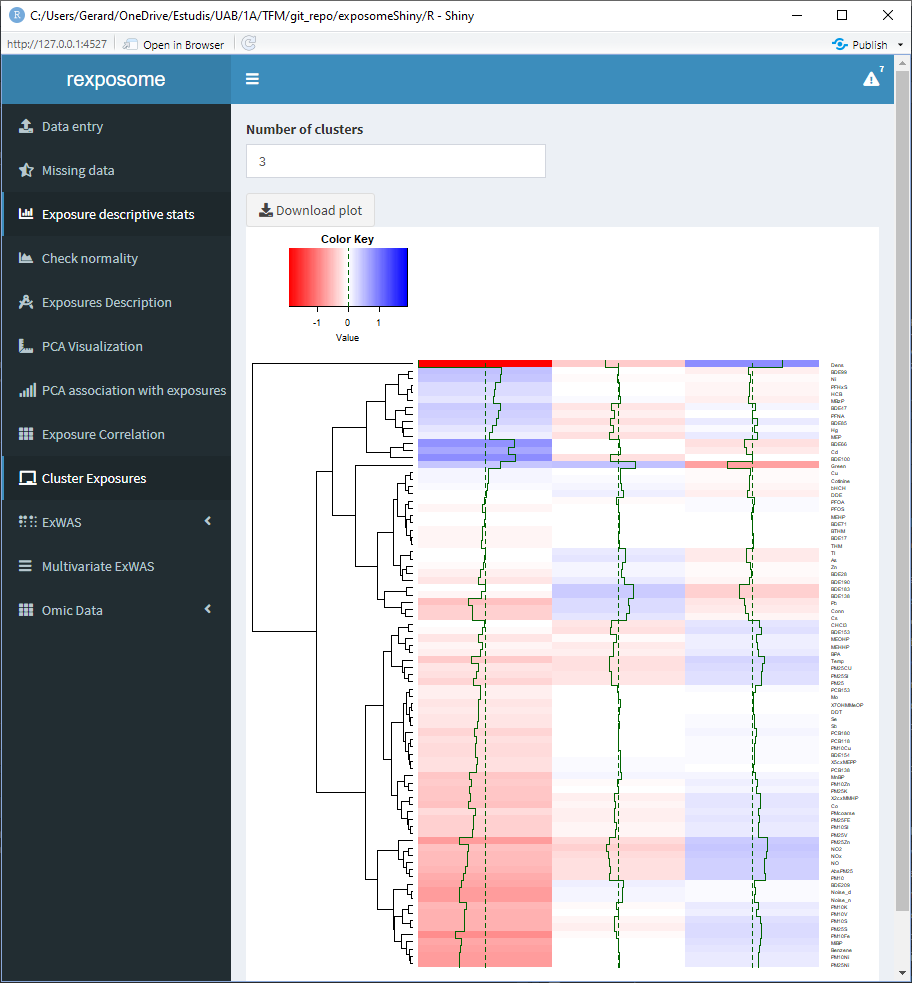 C:/Users/Gerard/OneDrive/Estudis/UAB/1A/TFM/git_repo/exposomeShiny/R - Shiny
http://127.0.0.1:4527
Open in Browser
Publish
rexposome
7
Data entry
Missing data
Exposure descriptive stats
Check normality
Exposures Description
PCA Visualization
PCA association with exposures
Exposure Correlation
Cluster Exposures
ExWAS
Multivariate ExWAS
Omic Data
Number of clusters
3
Download plot
Color Key
-1 0 1
Value
Dens
BDE99
Ni
PFHxS
HCB
MBzP
BDE47
PFNA
BDE85
Hg
MEP
BDE66
Cd
BDE100
Green
Cu
Cotinine
bHCH
DDE
PFOA
PFOS
MEHP
BDE71
BTHM
BDE17
THM
Tl
As
Zn
BDE28
BDE190
BDE183
BDE138
Pb
Conn
Cs
CHCl3
BDE153
MEOHP
MEHHP
BPA
Temp
PM25CU
PM25SI
PM25
PCB153
Mo
XTOHMMeOP
DDT
Se
Sb
PCB180
PCB118
PM10Cu
BDE154
X5cxMEPP
PCB138
MnBP
PM10Zn
PM25K
X2cxMMHP
Co
PMcoarse
PM25FE
PM10SI
PM25V
PM25Zn
NO2
NOx
NO
AbsPM25
PM10
BDE209
Noise_d
Noise_n
PM10K
PM10V
PM10S
PM25S
PM10Fe
MiBP
Benzene
PM10Ni
PM25Ni